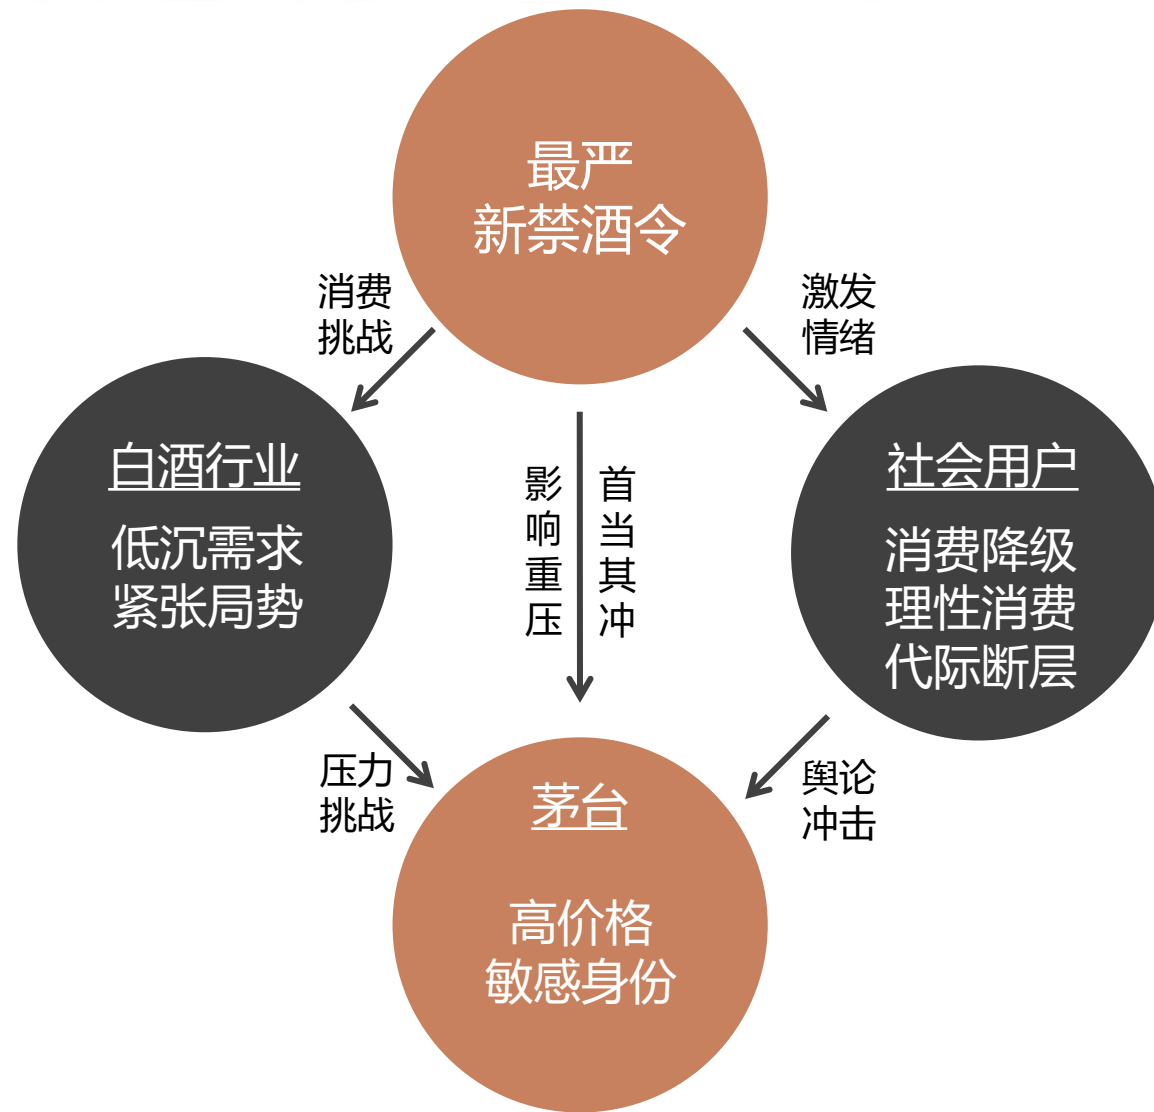 最严
新禁酒令
消费
挑战
激发
情绪
白酒行业
低沉需求
紧张局势
影响重压
首当其冲
社会用户
消费降级
理性消费
代际断层
压力
挑战
舆论
冲击
茅台
高价格
敏感身份